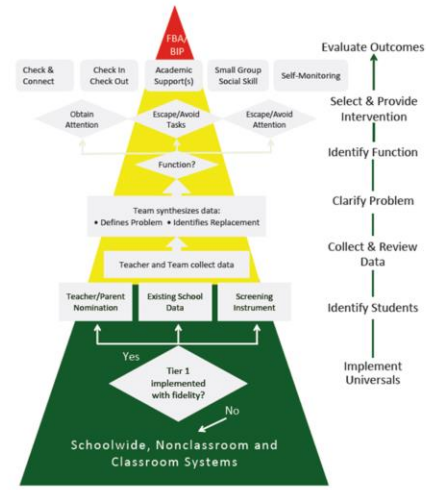 FBA/
BIP
Check &
Connect
Check In
Check Out
Academic
Support(s)
Small Group
Social Skill
Self-Monitoring
Obtain
Attention
Escape/Avoid
Tasks
Escape/Avoid
Attention
Function?
Team synthesizes data:
• Defines Problem • Identifies Replacement
Teacher and Team collect data
Teacher/Parent
Nomination
Existing School
Data
Screening
Instrument
Yes
Tier 1
implemented
with fidelity?
No
Schoolwide, Nonclassroom and
Classroom Systems
Evaluate Outcomes
Select & Provide
Intervention
Identify Function
Clarify Problem
Collect & Review
Data
Identify Students
Implement
Universals